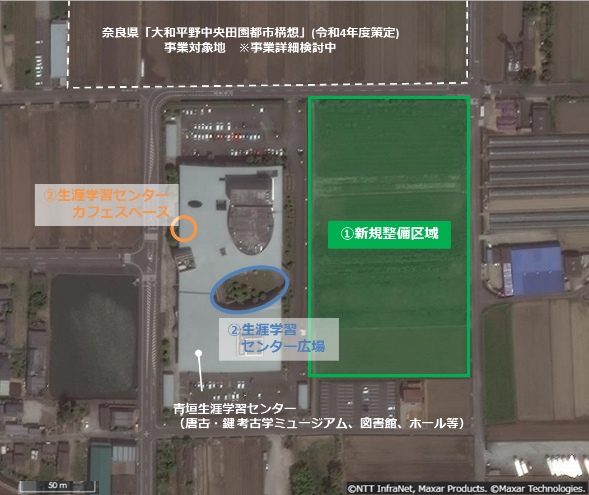 奈良県「大和平野中央田園都市構想」(令和4年度策定)
事業対象地　※事業詳細検討中
②生涯学習センター
カフェスペース
①新規整備区域
②生涯学習
センター広場
青垣生涯学習センター
（唐古・鍵 考古学ミュージアム、図書館、ホール等）
50 m
©NTT InfraNet, Maxar Products. ©Maxar Technologies.